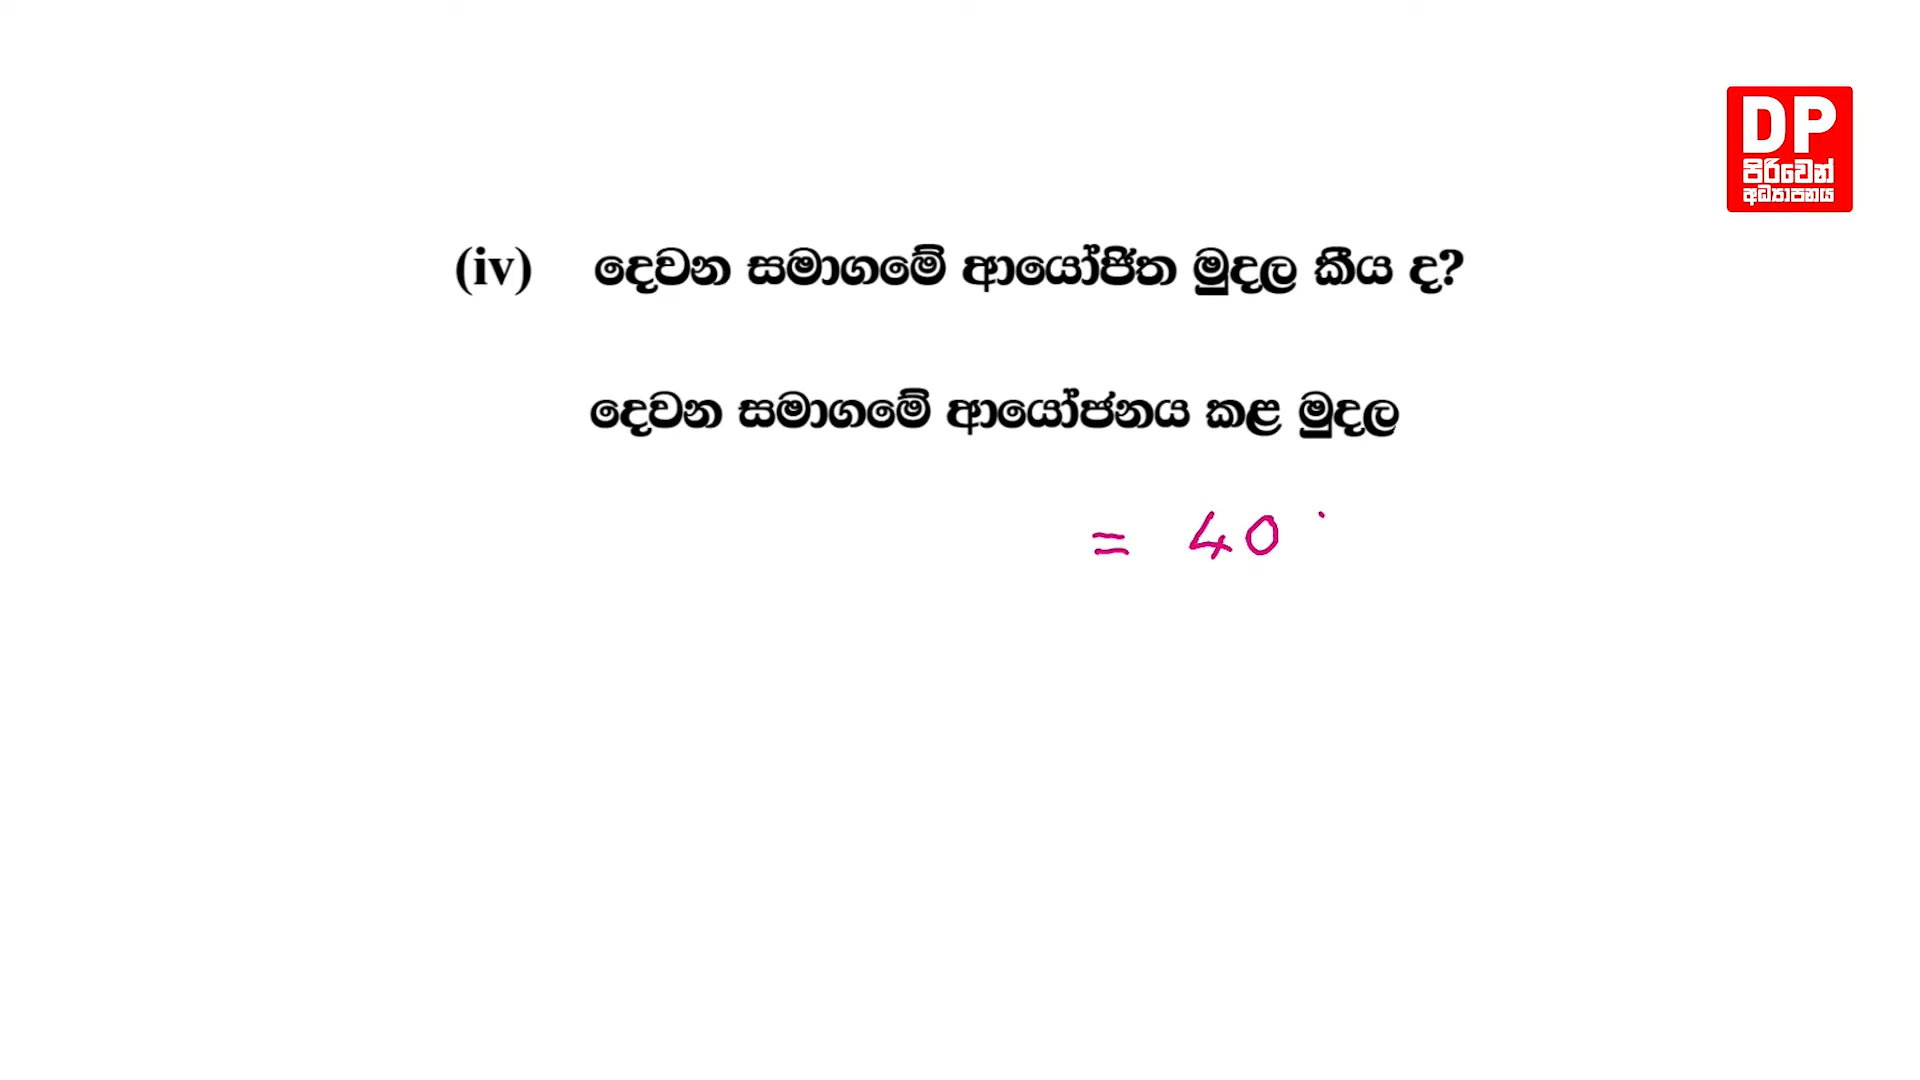 DP
පිරිවෙන්
අධ්‍යාපනය
(iv) දෙවන සමාගමේ ආයෝජිත මුදල කීය ද?
දෙවන සමාගමේ ආයෝජනය කළ මුදල
= 40